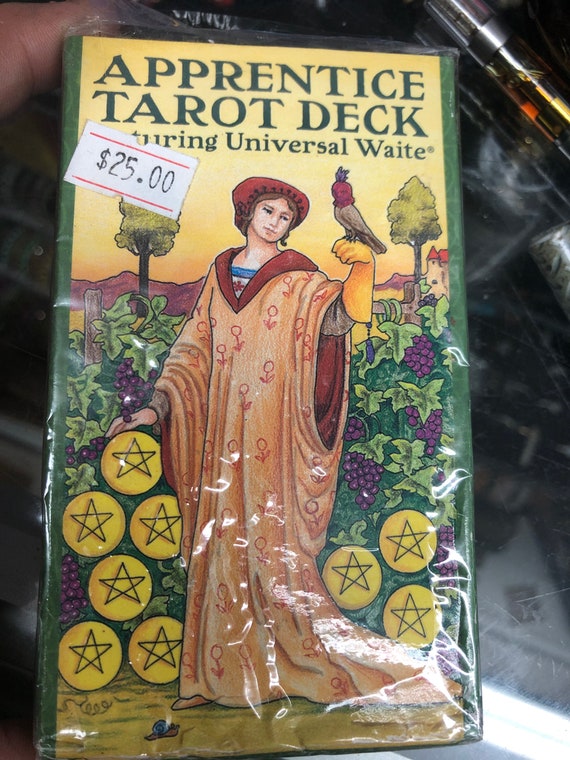 APPRENTICE
TAROT DECK
turing Universal Waite®
$25.00